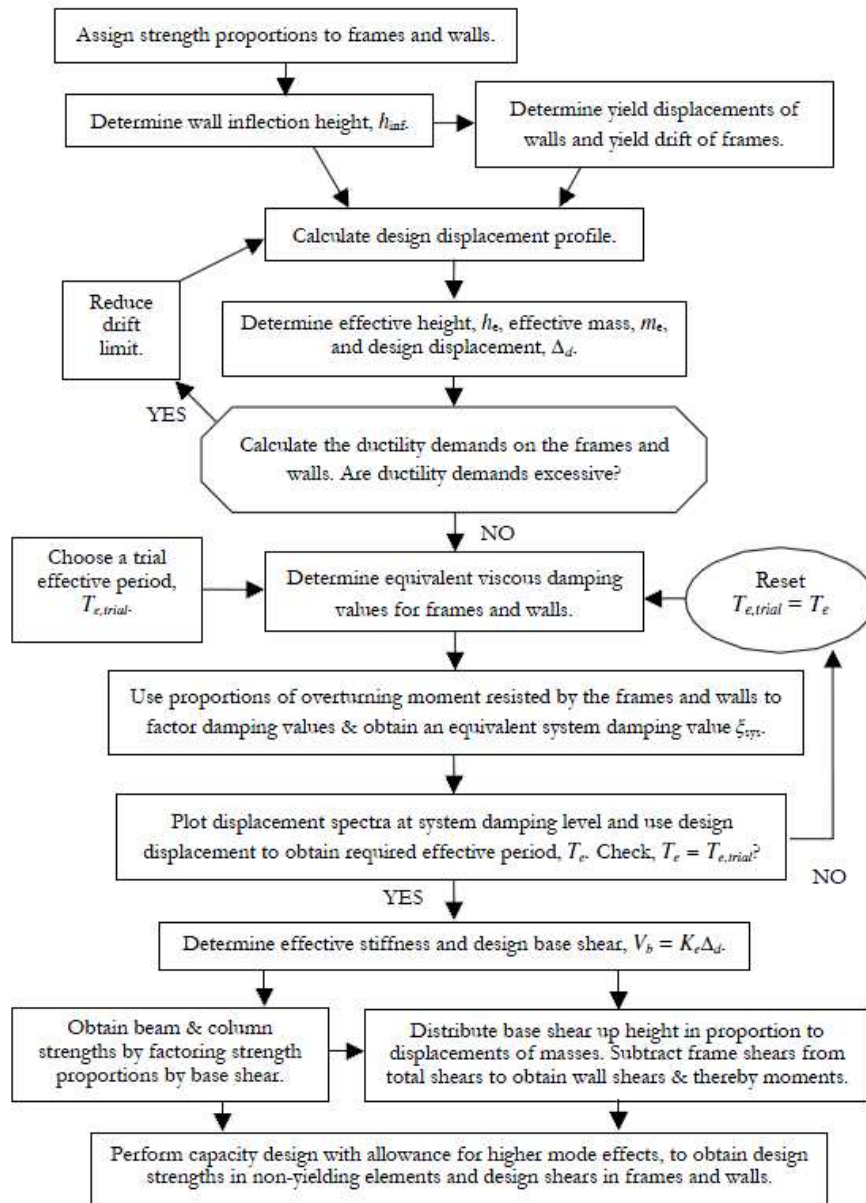 Assign strength proportions to frames and walls.
Determine wall inflection height, hinf.
Determine yield displacements of
walls and yield drift of frames.
Calculate design displacement profile.
Reduce
drift
limit.
Determine effective height, he, effective mass, me,
and design displacement, Δd.
YES
Calculate the ductility demands on the frames and
walls. Are ductility demands excessive?
NO
Choose a trial
effective period,
Te,trial.
Determine equivalent viscous damping
values for frames and walls.
Reset
Te,trial = Te
Use proportions of overturning moment resisted by the frames and walls to
factor damping values & obtain an equivalent system damping value ξsys.
Plot displacement spectra at system damping level and use design
displacement to obtain required effective period, Te. Check, Te = Te,trial?
NO
YES
Determine effective stiffness and design base shear, Vb = KeΔd.
Obtain beam & column
strengths by factoring strength
proportions by base shear.
Distribute base shear up height in proportion to
displacements of masses. Subtract frame shears from
total shears to obtain wall shears & thereby moments.
Perform capacity design with allowance for higher mode effects, to obtain design
strengths in non-yielding elements and design shears in frames and walls.